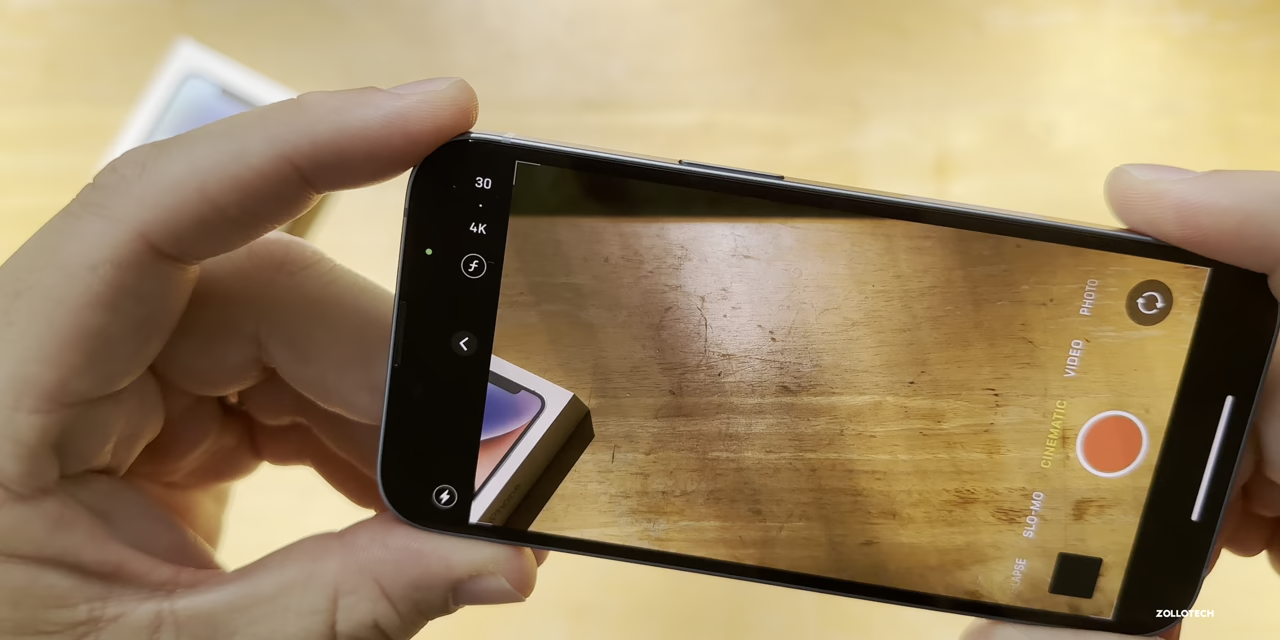 30
4K
PHOTO
VIDEO
CINEMATIC
SLO-MO
LAPSE
ZOLLOTECH